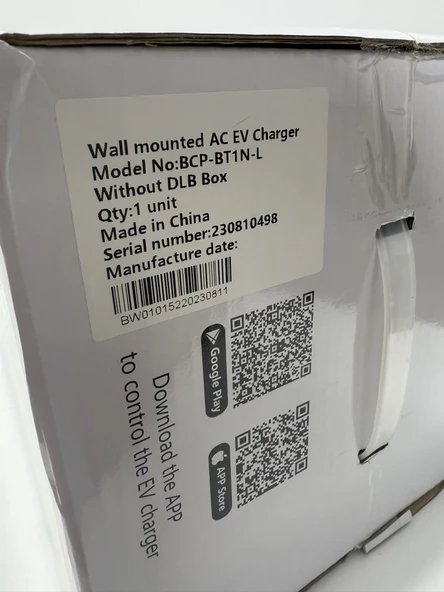 Wall mounted AC EV Charger
Model No:BCP-BT1N-L
Without DLB Box
Qty:1 unit
Made in China
Serial number:230810498
Manufacture date:
BW01015220230811
Google Play
App Store
Download the APP
to control the EV charger